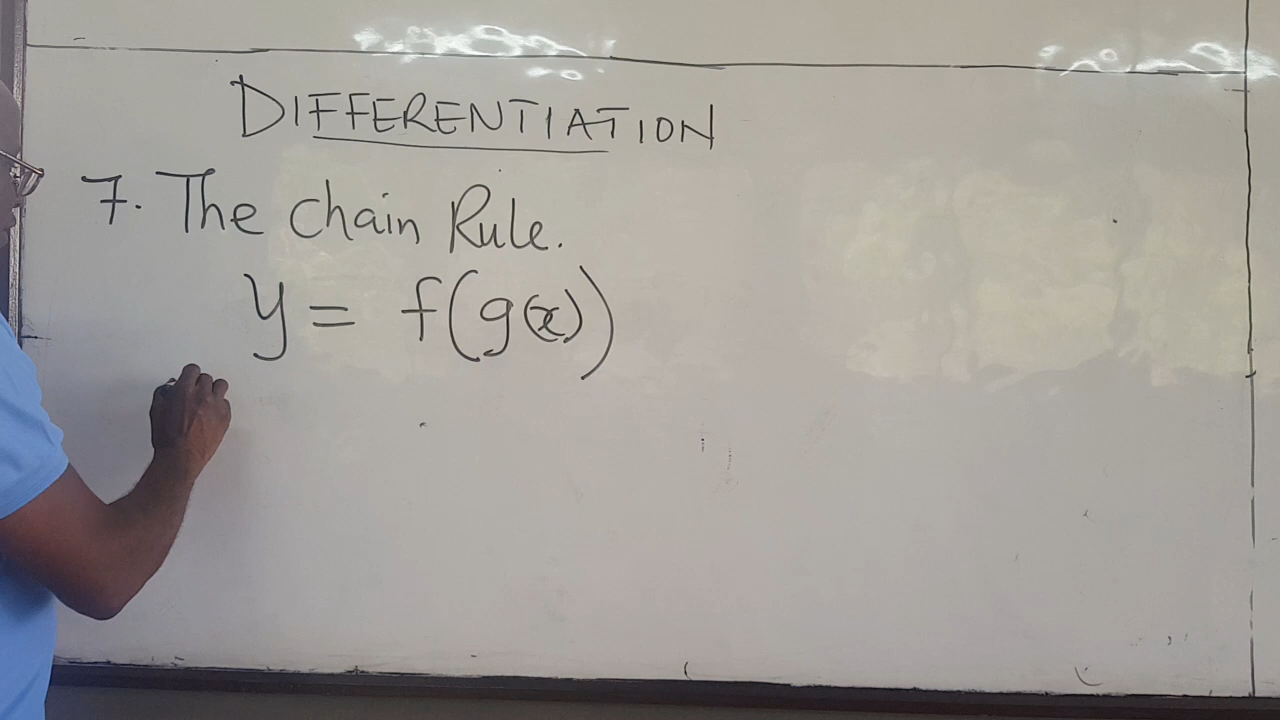 DIFFERENTIATION
7. The chain Rule.
y = f(g(x))